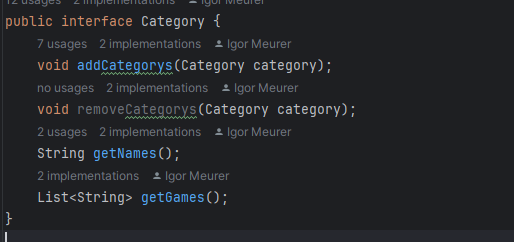 12 usages 2 implementations Igor Meurer
public interface Category {
7 usages 2 implementations Igor Meurer
void addCategorys(Category category);
no usages 2 implementations Igor Meurer
void removeCategorys(Category category);
2 usages 2 implementations Igor Meurer
String getNames();
2 implementations Igor Meurer
List<String> getGames();
}